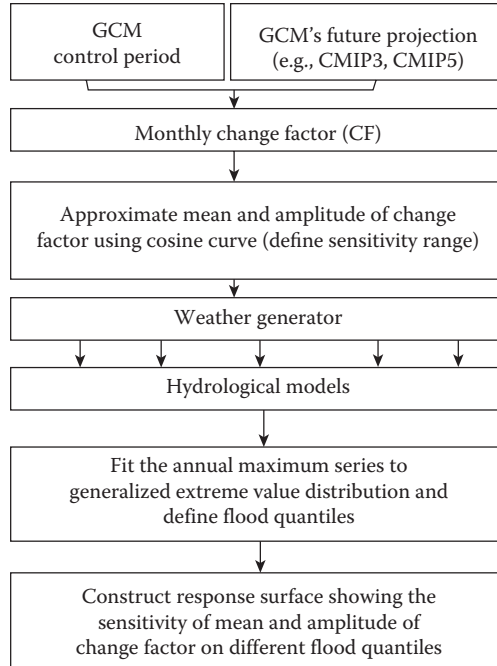 GCM
control period
GCM's future projection
(e.g., CMIP3, CMIP5)
Monthly change factor (CF)
Approximate mean and amplitude of change
factor using cosine curve (define sensitivity range)
Weather generator
Hydrological models
Fit the annual maximum series to
generalized extreme value distribution and
define flood quantiles
Construct response surface showing the
sensitivity of mean and amplitude of
change factor on different flood quantiles